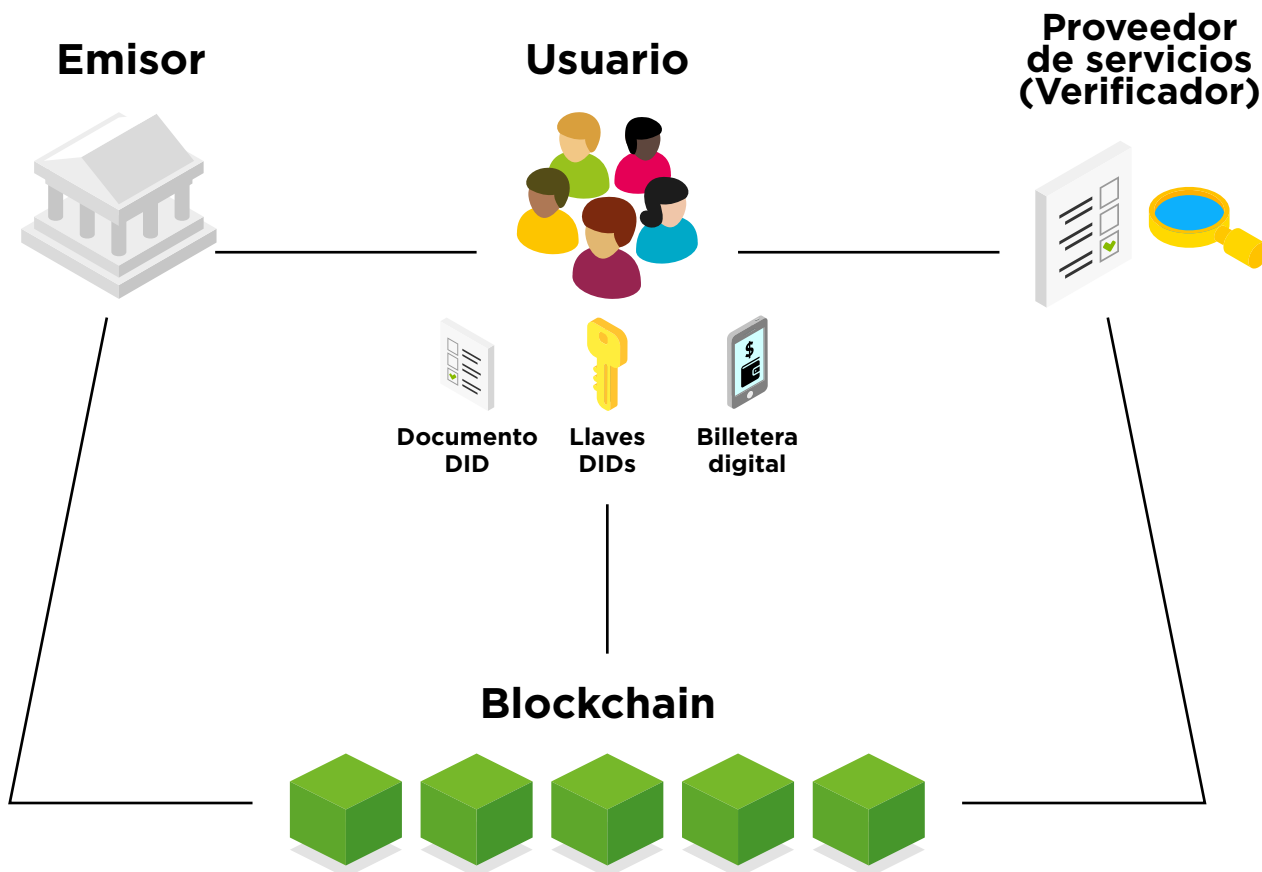 Emisor
Usuario
Proveedor
de servicios
(Verificador)
$
Documento
DID
Llaves
DIDs
Billetera
digital
Blockchain